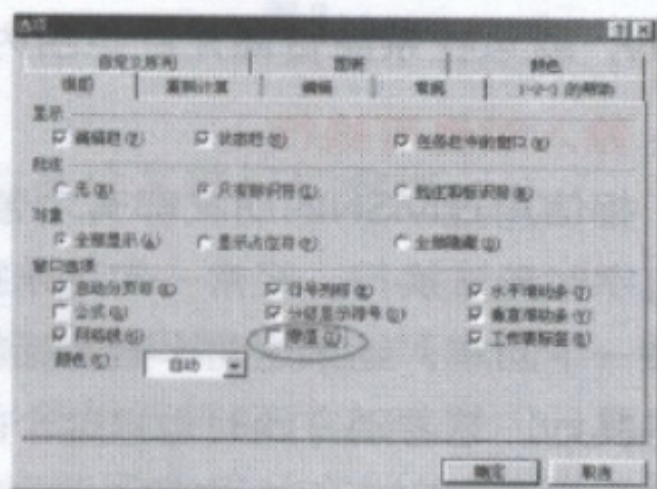 选项
自定义序列 图表 颜色
视图 重新计算 编辑 常规 1-2-3 的帮助
显示
编辑栏(F) 状态栏(S) 任务栏中的窗口(K)
批注
无(N) 只有标识符(I) 批注和标识符(B)
对象
全部显示(A) 显示占位符(P) 全部隐藏(D)
窗口选项
自动分页符(U) 行号列标(E) 水平滚动条(T)
公式(R) 分级显示符号(O) 垂直滚动条(V)
网格线(G) 零值(Z) 工作表标签(B)
颜色(C): 自动
确定 取消